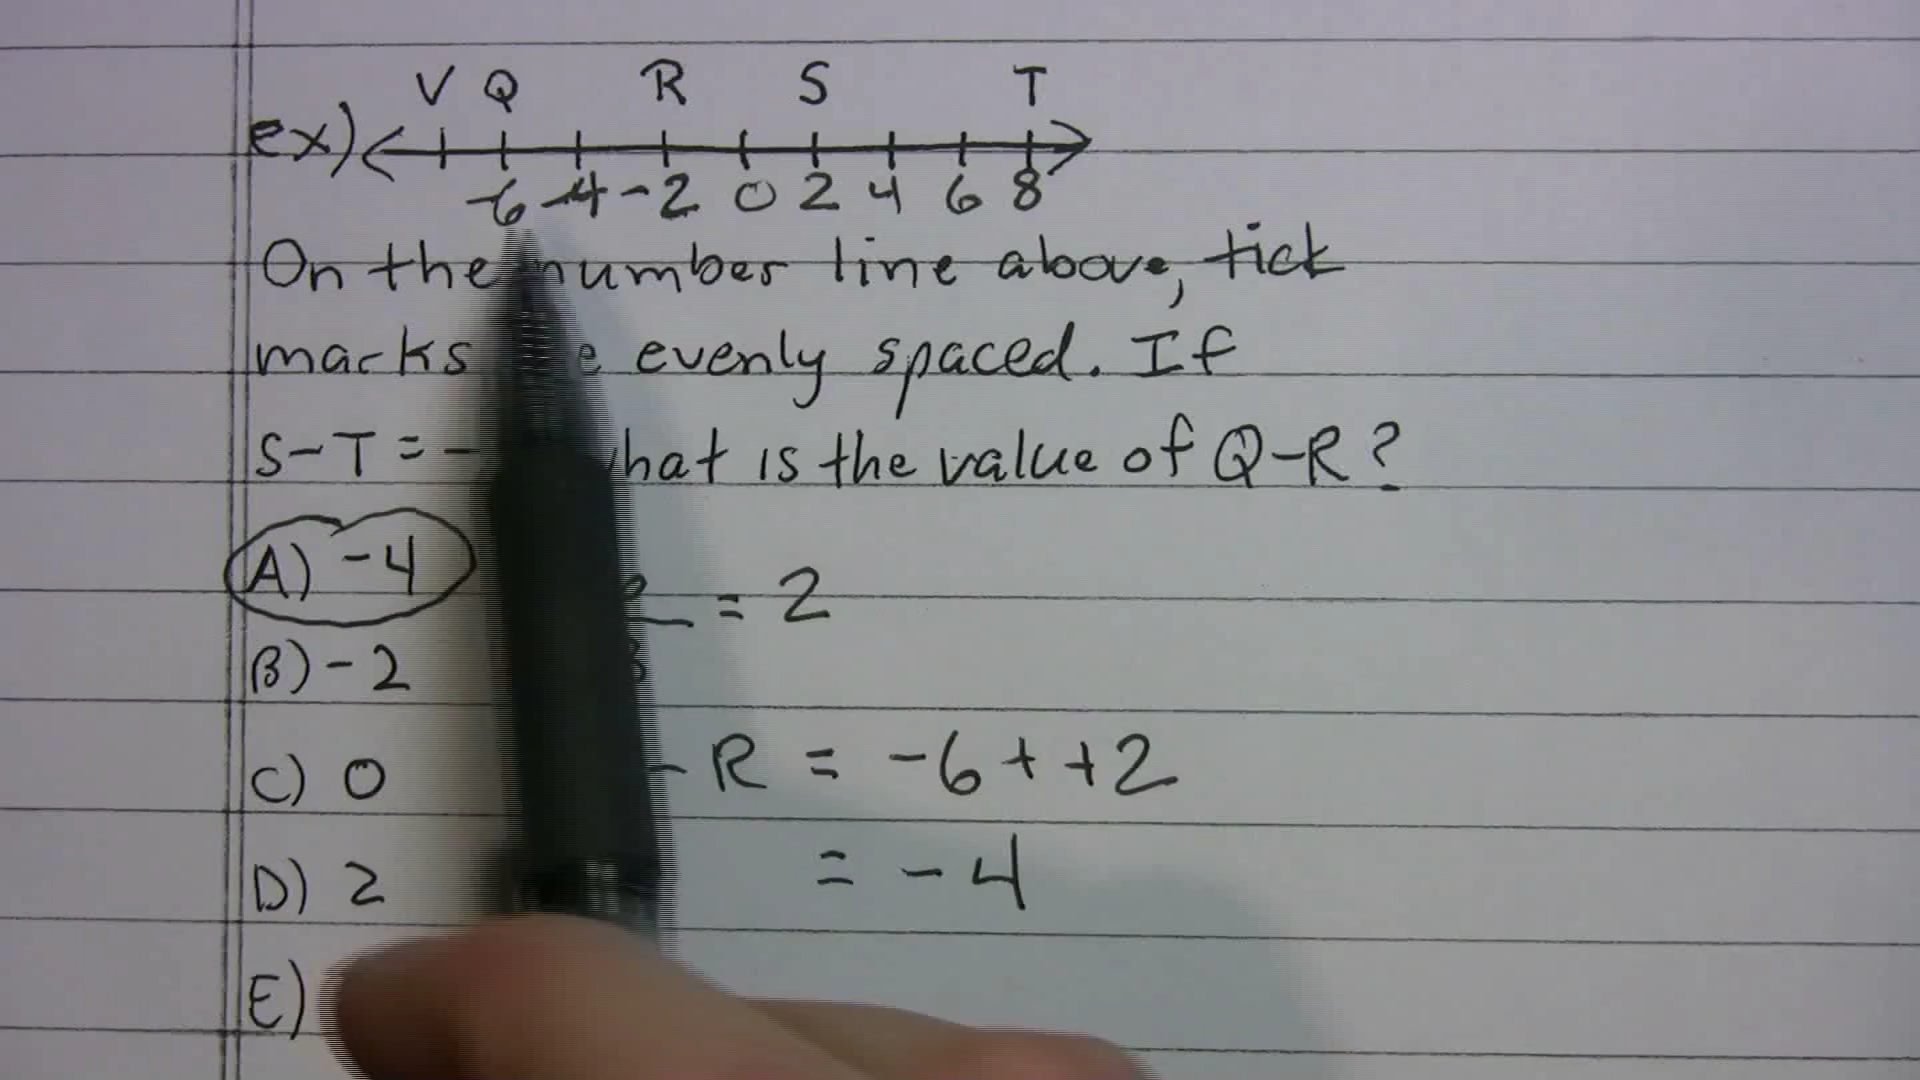 V Q R S T
ex)
-6 -4 -2 0 2 4 6 8
On the number line above, tick
marks evenly spaced. If
S-T = - what is the value of Q-R?
A) -4
= 2
B) -2
- R = -6 + +2
C) 0
= -4
D) 2
E)